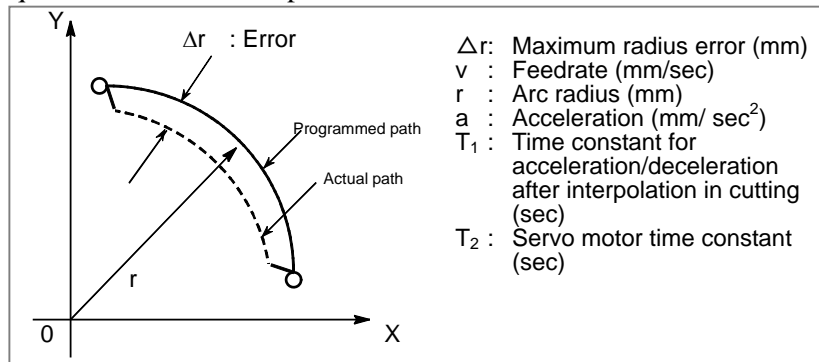 Y
Δr : Error
Programmed path
Actual path
r
0
X
△r: Maximum radius error (mm)
v : Feedrate (mm/sec)
r : Arc radius (mm)
a : Acceleration (mm/ sec²)
T₁ : Time constant for
acceleration/deceleration
after interpolation in cutting
(sec)
T₂ : Servo motor time constant
(sec)